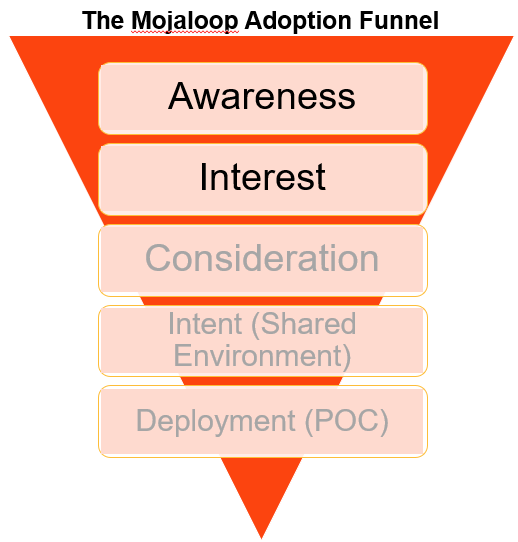 The Mojaloop Adoption Funnel
Awareness
Interest
Consideration
Intent (Shared
Environment)
Deployment (POC)